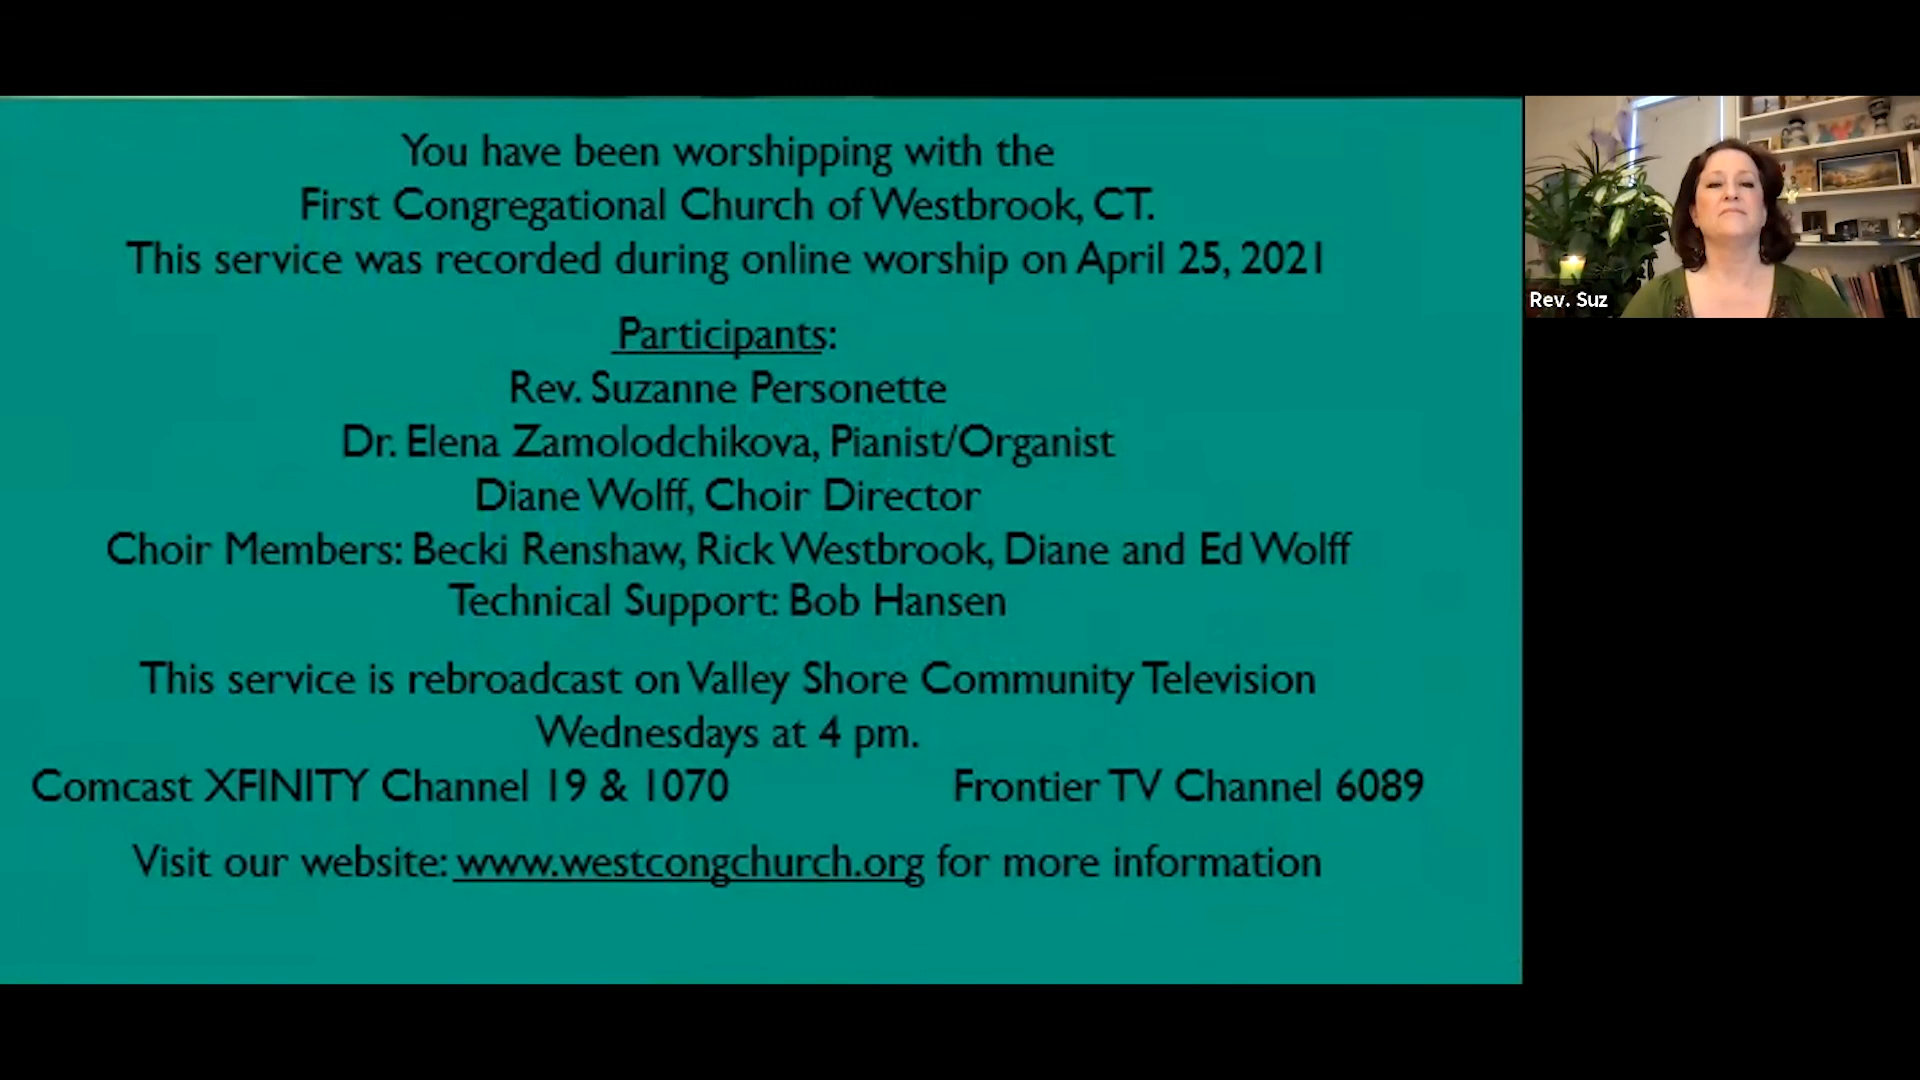 You have been worshipping with the
First Congregational Church of Westbrook, CT.
This service was recorded during online worship on April 25, 2021
Participants:
Rev. Suzanne Personette
Dr. Elena Zamolodchikova, Pianist/Organist
Diane Wolff, Choir Director
Choir Members: Becki Renshaw, Rick Westbrook, Diane and Ed Wolff
Technical Support: Bob Hansen
This service is rebroadcast on Valley Shore Community Television
Wednesdays at 4 pm.
Comcast XFINITY Channel 19 & 1070 Frontier TV Channel 6089
Visit our website: www.westcongchurch.org for more information
Rev. Suz